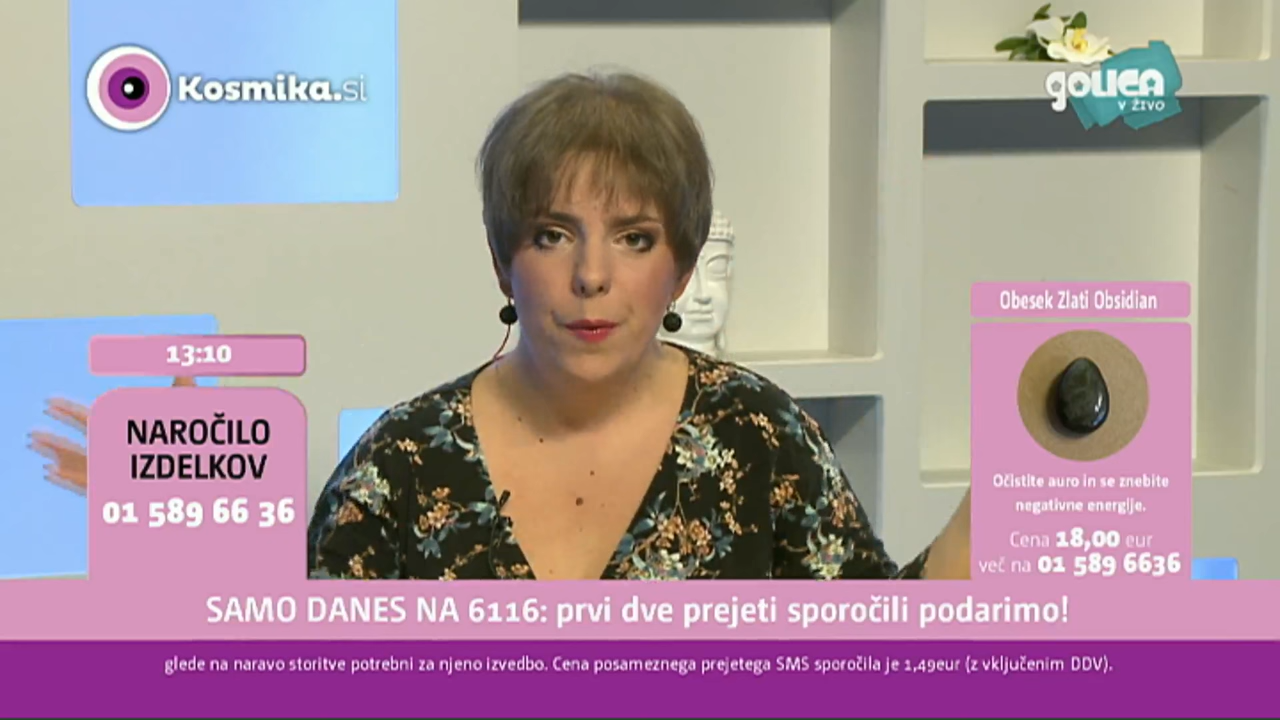 Kosmika.si
GOLICA
V ŽIVO
Obesek Zlati Obsidian
13:10
NAROČILO
IZDELKOV
01 589 66 36
Očistite auro in se znebite
negativne energije.
Cena 18,00 eur
več na 01 589 6636
SAMO DANES NA 6116: prvi dve prejeti sporočili podarimo!
glede na naravo storitve potrebni za njeno izvedbo. Cena posameznega prejetega SMS sporočila je 1,49eur (z vključenim DDV).